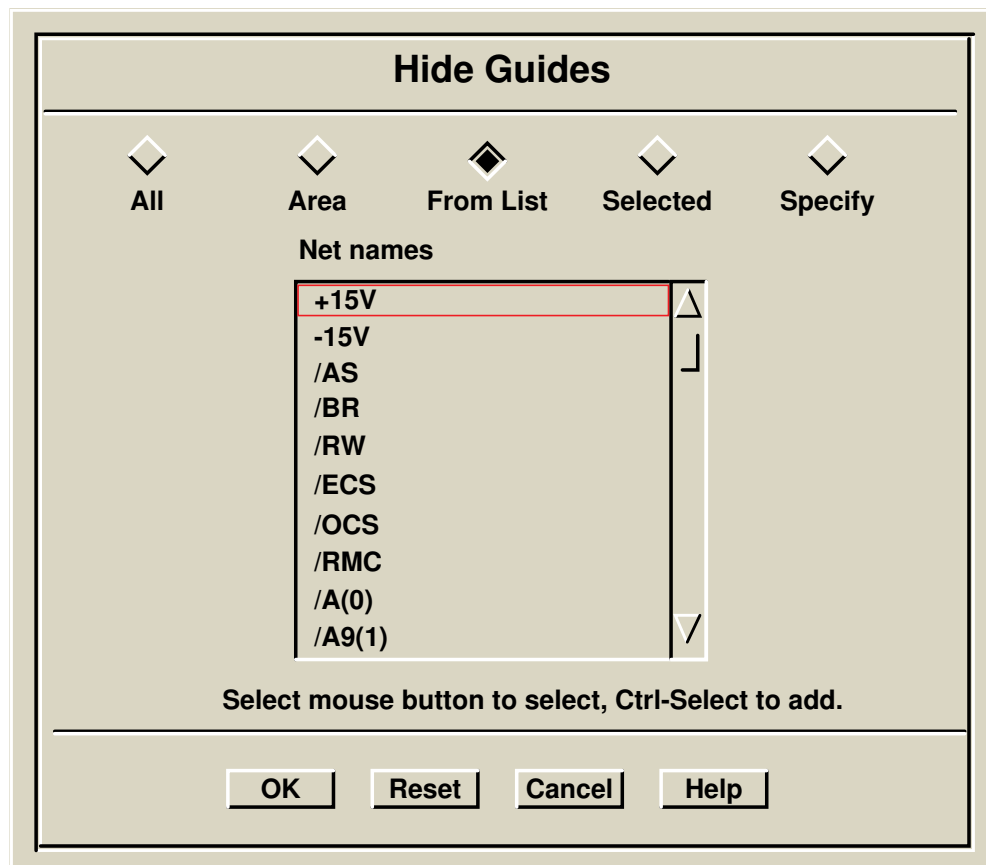 Hide Guides
All Area From List Selected Specify
Net names
+15V
-15V
/AS
/BR
/RW
/ECS
/OCS
/RMC
/A(0)
/A9(1)
Select mouse button to select, Ctrl-Select to add.
OK Reset Cancel Help